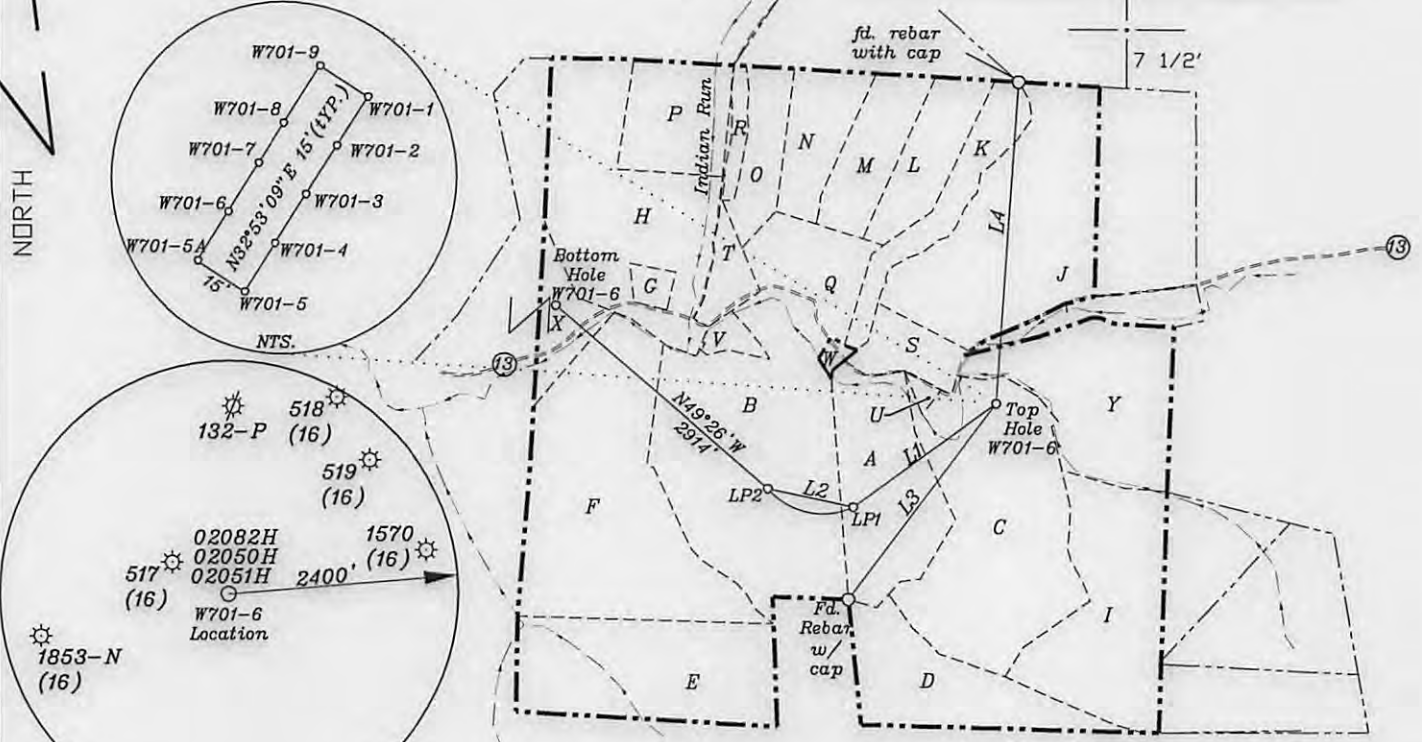 NORTH
W701-9
W701-1
W701-8
W701-2
W701-7
W701-3
W701-6
W701-4
W701-5A
W701-5
N32°53'09"E 15'(tYP.)
15'
NTS.
132-P
518
(16)
519
(16)
1570
(16)
02082H
02050H
02051H
517
(16)
2400'
W701-6
Location
1853-N
(16)
fd. rebar
with cap
7 1/2'
Indian Run
P
R
O
N
M
L
K
L4
H
T
G
Q
J
13
Bottom
Hole
W701-6
X
V
W
S
13
U
Y
Top
Hole
W701-6
B
A
L1
N49°26'W
2914'
LP2
L2
LP1
L3
F
C
I
Fd.
Rebar
w/
cap
E
D